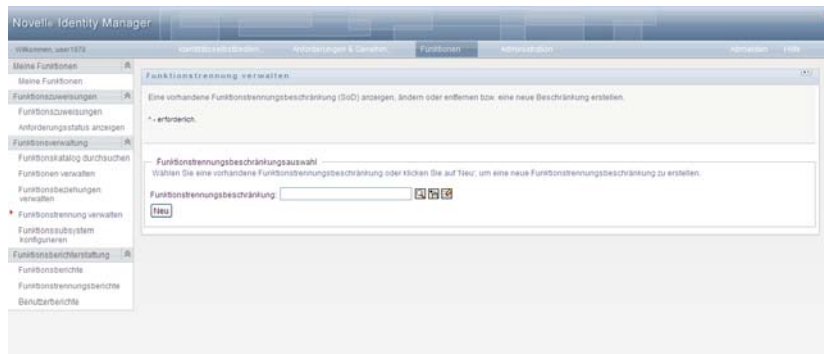 Novell® Identity Manager
Willkommen, user1878
Identitätsselbstbedien.
Anforderungen & Genehm.
Funktionen
Administration
Abmelden
Hilfe
Meine Funktionen
Meine Funktionen
Funktionszuweisungen
Funktionszuweisungen
Anforderungsstatus anzeigen
Funktionsverwaltung
Funktionskatalog durchsuchen
Funktionen verwalten
Funktionsbeziehungen
verwalten
Funktionstrennung verwalten
Funktionssubsystem
konfigurieren
Funktionsberichterstattung
Funktionsberichte
Funktionstrennungsberichte
Benutzerberichte
Funktionstrennung verwalten
Eine vorhandene Funktionstrennungsbeschränkung (SoD) anzeigen, ändern oder entfernen bzw. eine neue Beschränkung erstellen.
* - erforderlich.
Funktionstrennungsbeschränkungsauswahl
Wählen Sie eine vorhandene Funktionstrennungsbeschränkung oder klicken Sie auf 'Neu', um eine neue Funktionstrennungsbeschränkung zu erstellen.
Funktionstrennungsbeschränkung:
Neu